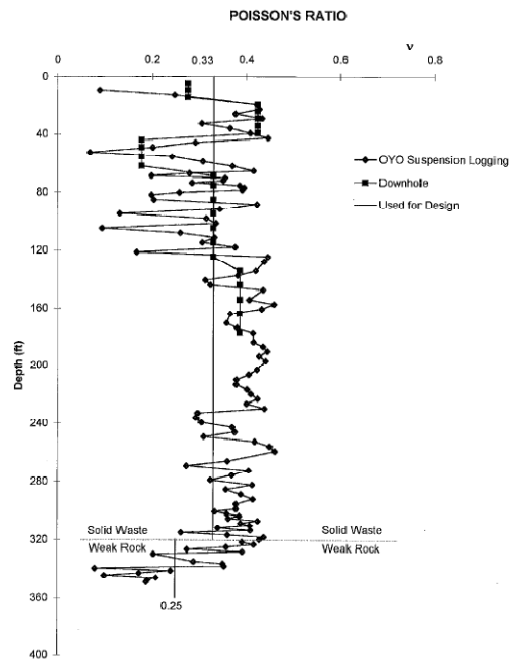 POISSON'S RATIO
ν
0 0.2 0.33 0.4 0.6 0.8
0
40
80
120
160
200
240
280
320
360
400
Depth (ft)
OYO Suspension Logging
Downhole
Used for Design
Solid Waste Solid Waste
Weak Rock Weak Rock
0.25